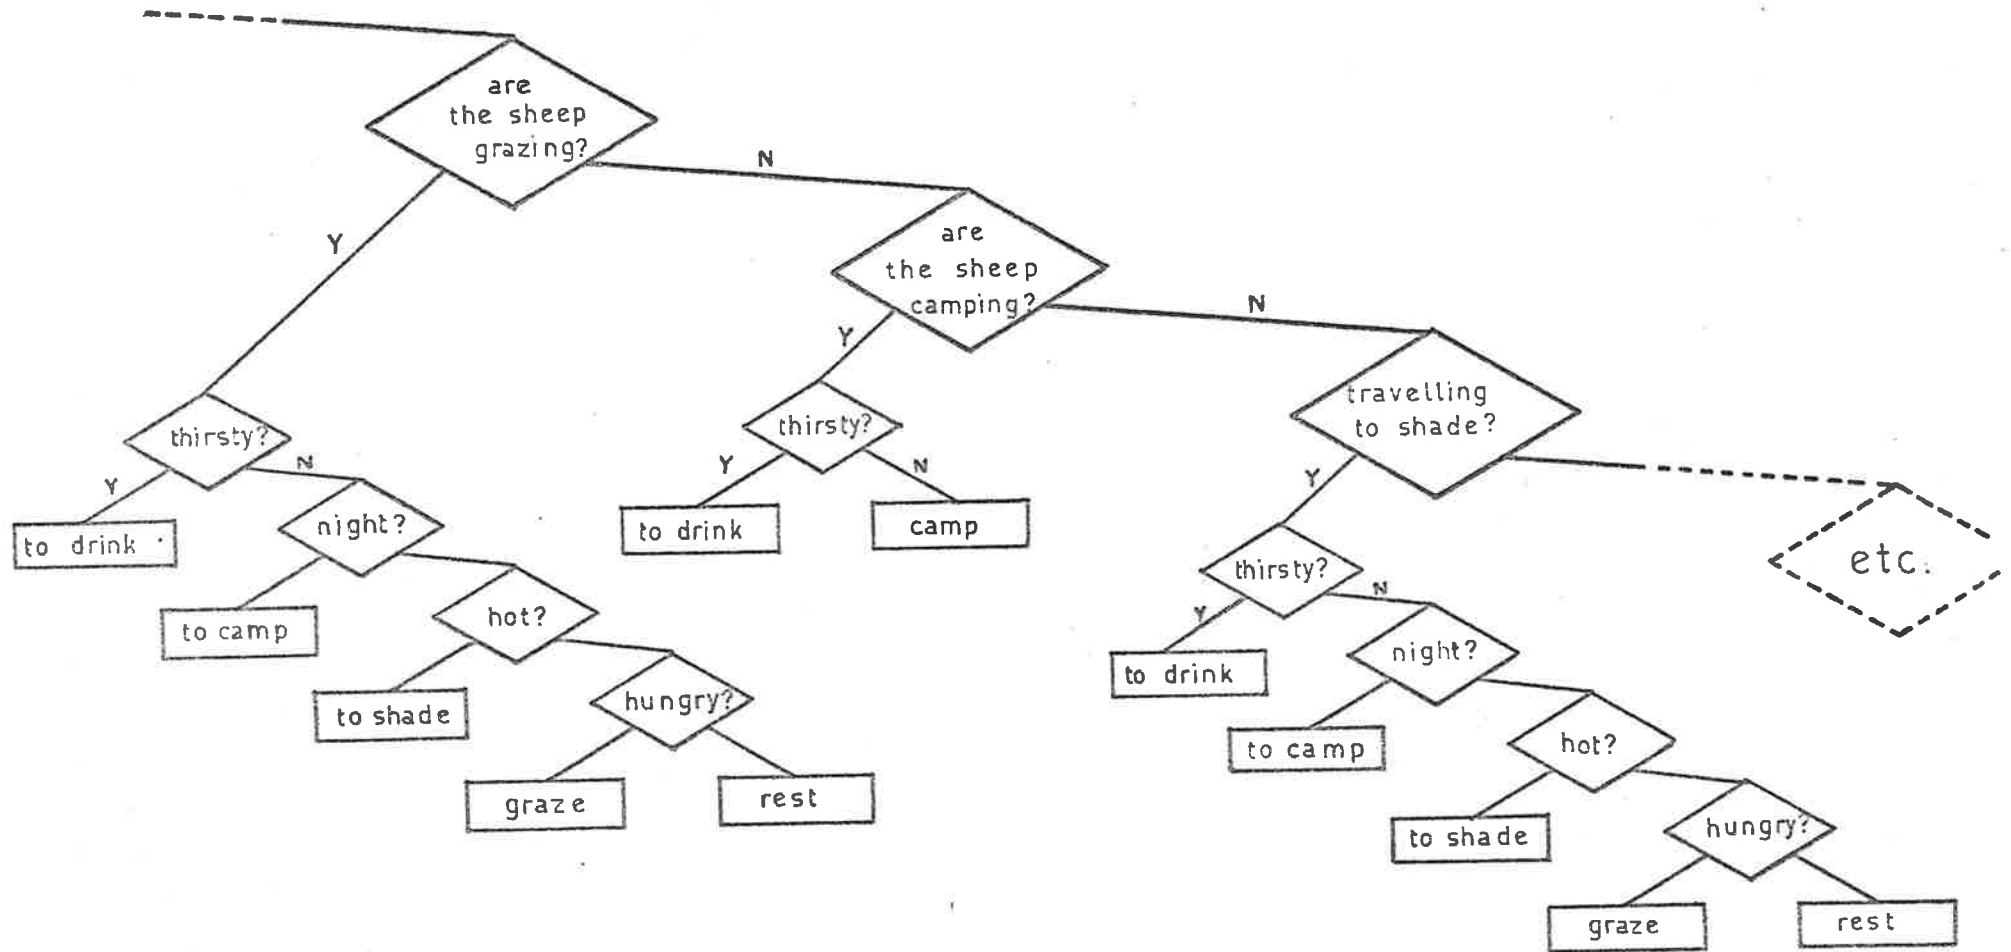 are
the sheep
grazing?
N
Y
are
the sheep
camping?
N
Y
travelling
to shade?
Y
thirsty?
Y
N
to drink
night?
to camp
hot?
to shade
hungry?
graze
rest
thirsty?
Y
N
to drink
camp
thirsty?
Y
N
to drink
night?
to camp
hot?
to shade
hungry?
graze
rest
etc.